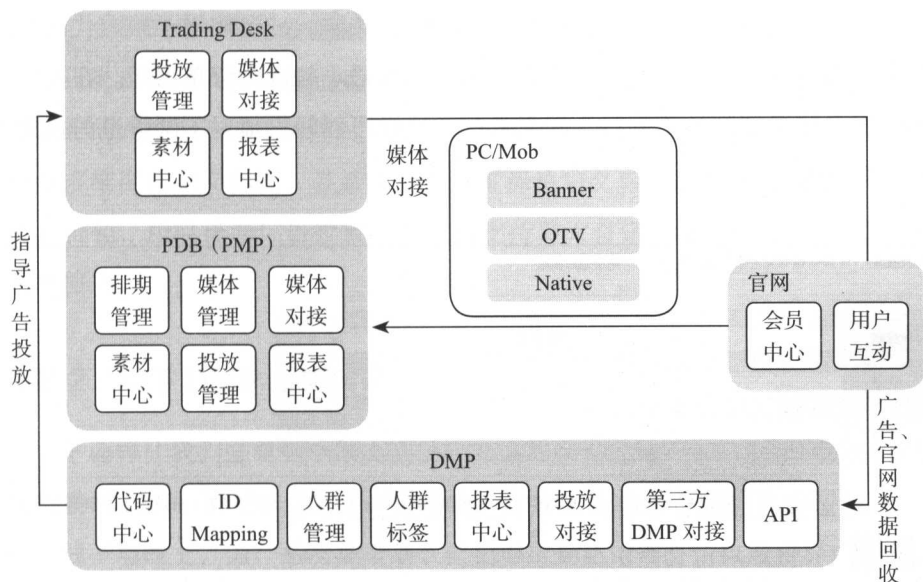 Trading Desk
投放
管理
媒体
对接
素材
中心
报表
中心
媒体
对接
PC/Mob
Banner
OTV
Native
指导广告投放
PDB（PMP）
排期
管理
媒体
管理
媒体
对接
素材
中心
投放
管理
报表
中心
官网
会员
中心
用户
互动
广告、官网数据回收
DMP
代码
中心
ID
Mapping
人群
管理
人群
标签
报表
中心
投放
对接
第三方
DMP 对接
API